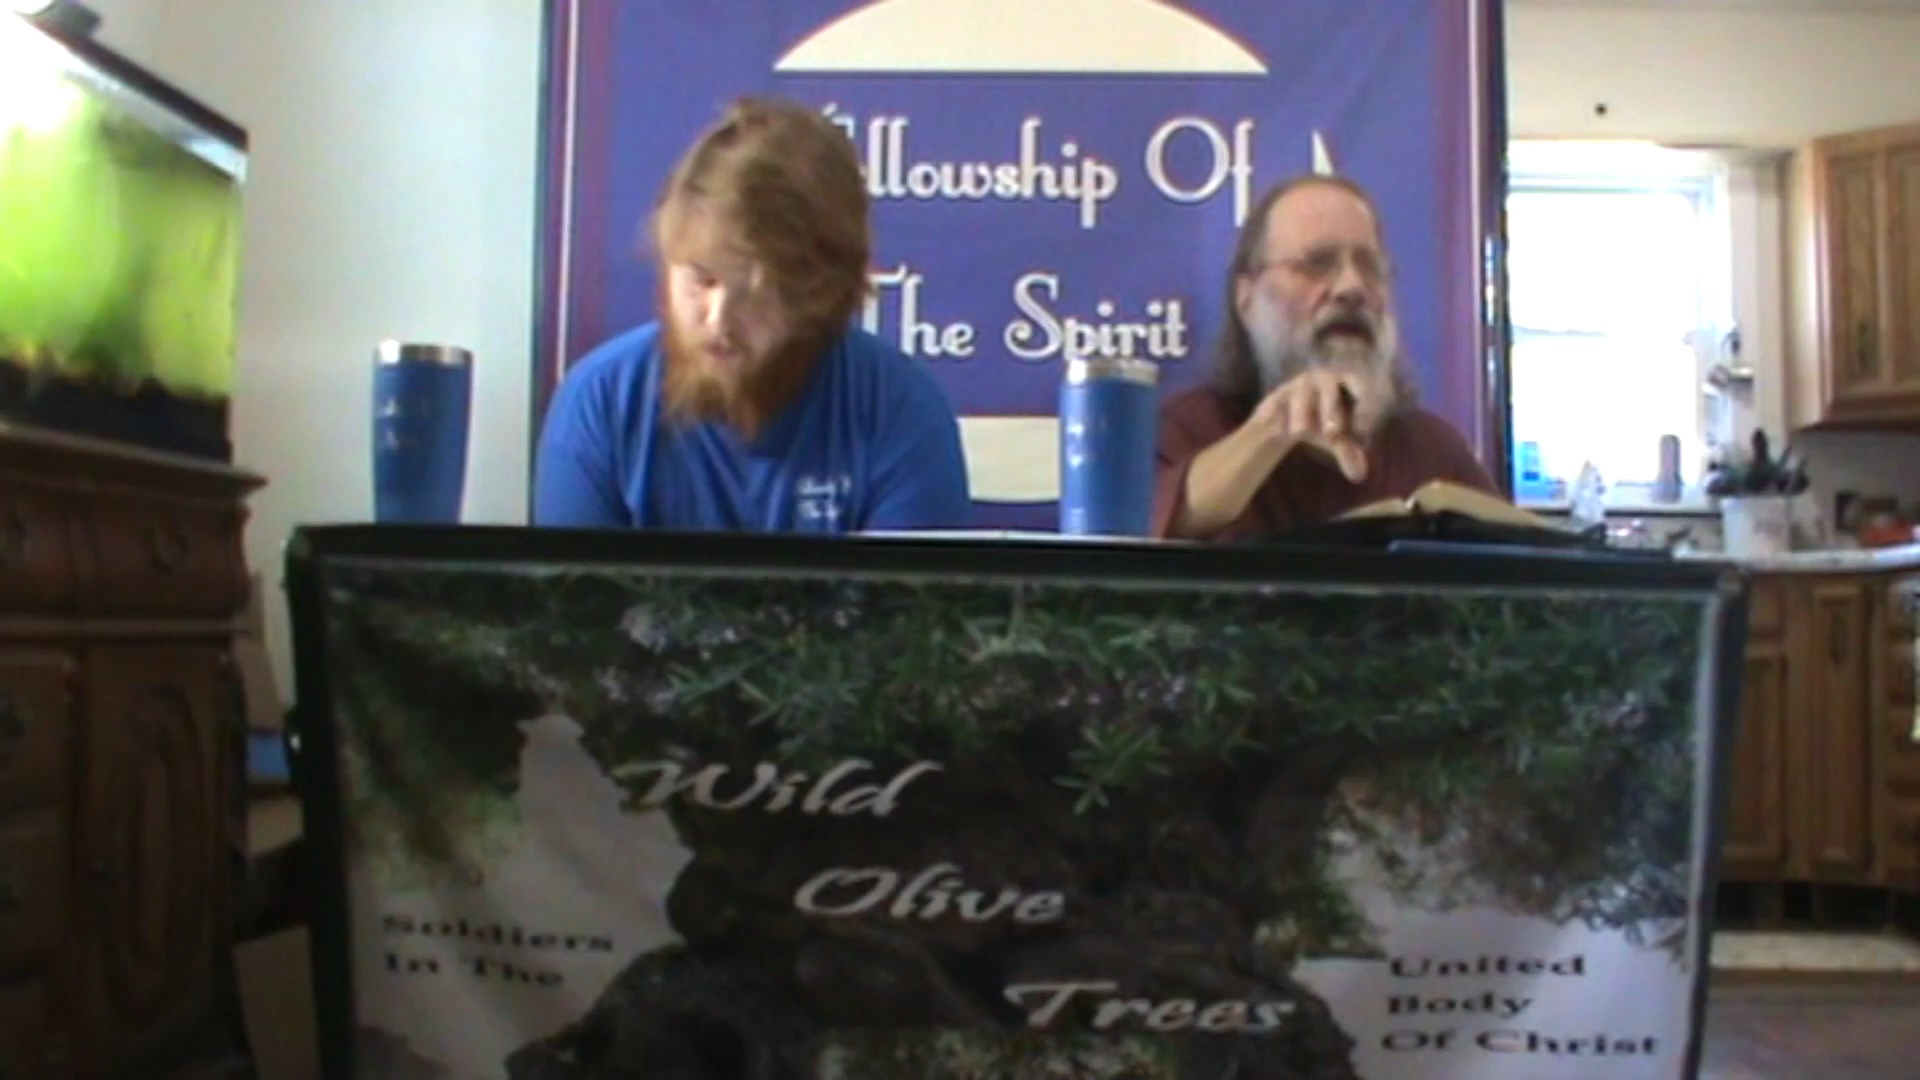 Fellowship Of
The Spirit
Wild
Olive
Trees
Soldiers
In The
United
Body
Of Christ